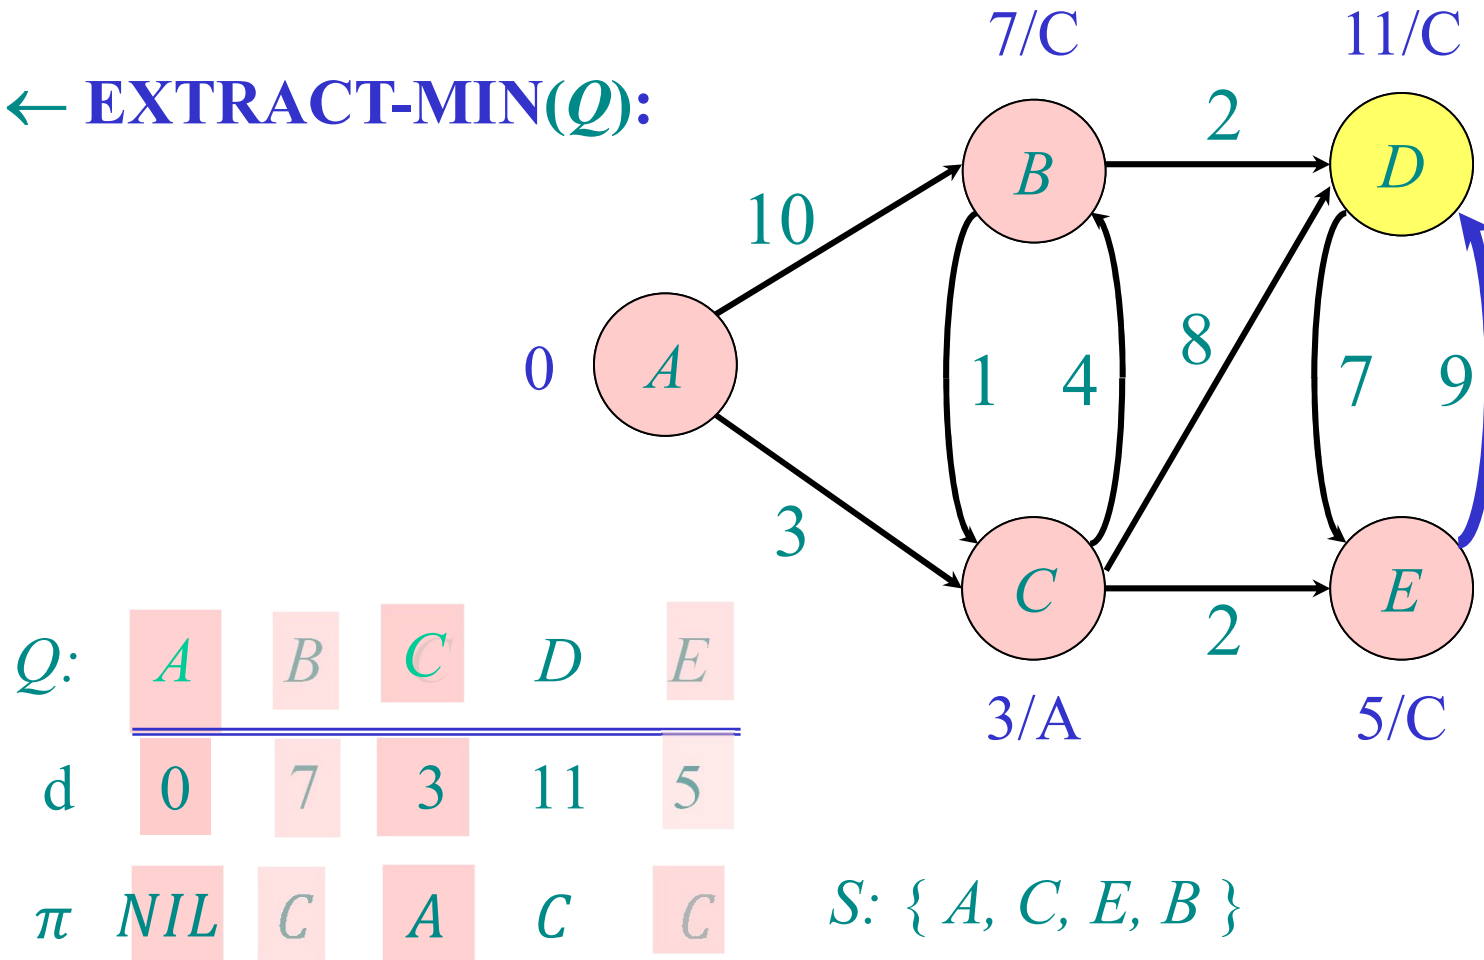 7/C 11/C
← EXTRACT-MIN(Q):
2
B D
10
8
0 A 1 4 7 9
3
C E
2
Q: A B C D E
3/A 5/C
d 0 7 3 11 5
π NIL C A C C
S: { A, C, E, B }